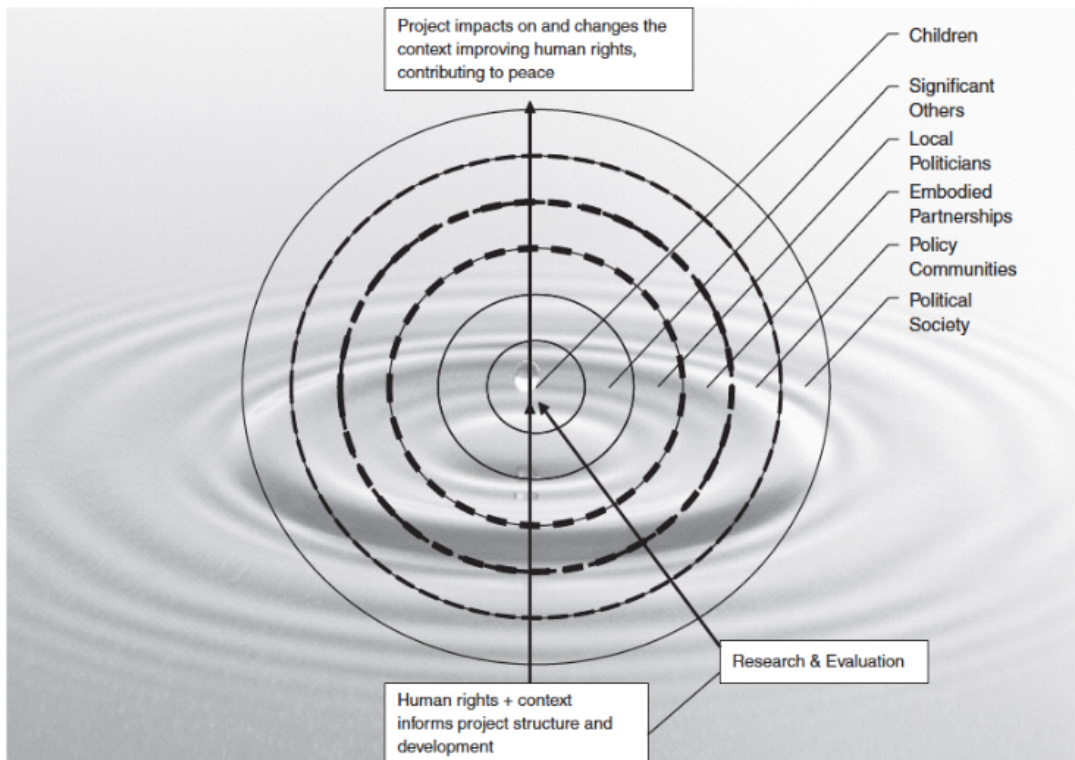 Project impacts on and changes the
context improving human rights,
contributing to peace
Children
Significant
Others
Local
Politicians
Embodied
Partnerships
Policy
Communities
Political
Society
Research & Evaluation
Human rights + context
informs project structure and
development